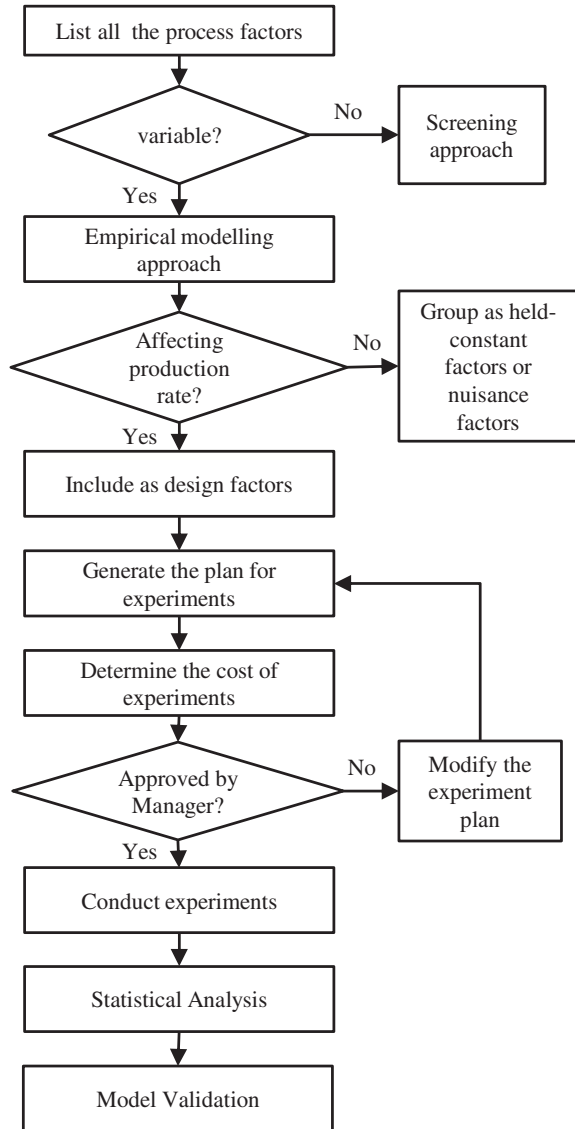 List all the process factors
variable?
No
Screening
approach
Yes
Empirical modelling
approach
Affecting
production
rate?
No
Group as held-
constant
factors or
nuisance
factors
Yes
Include as design factors
Generate the plan for
experiments
Determine the cost of
experiments
Approved by
Manager?
No
Modify the
experiment
plan
Yes
Conduct experiments
Statistical Analysis
Model Validation